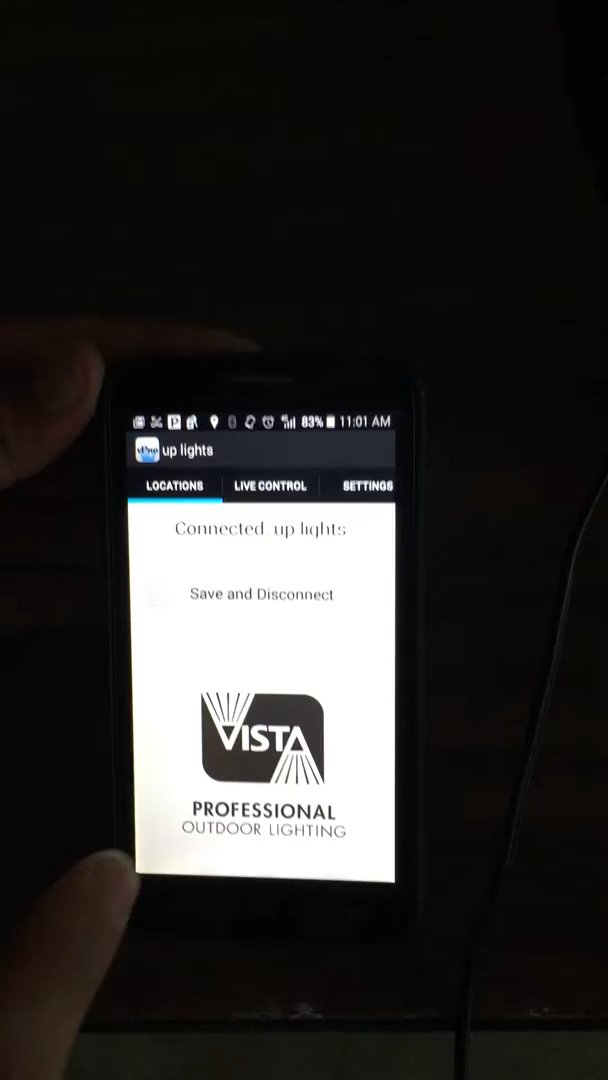 83% 11:01 AM
up lights
LOCATIONS LIVE CONTROL SETTINGS
Connected: up lights
Save and Disconnect
VISTA
PROFESSIONAL
OUTDOOR LIGHTING